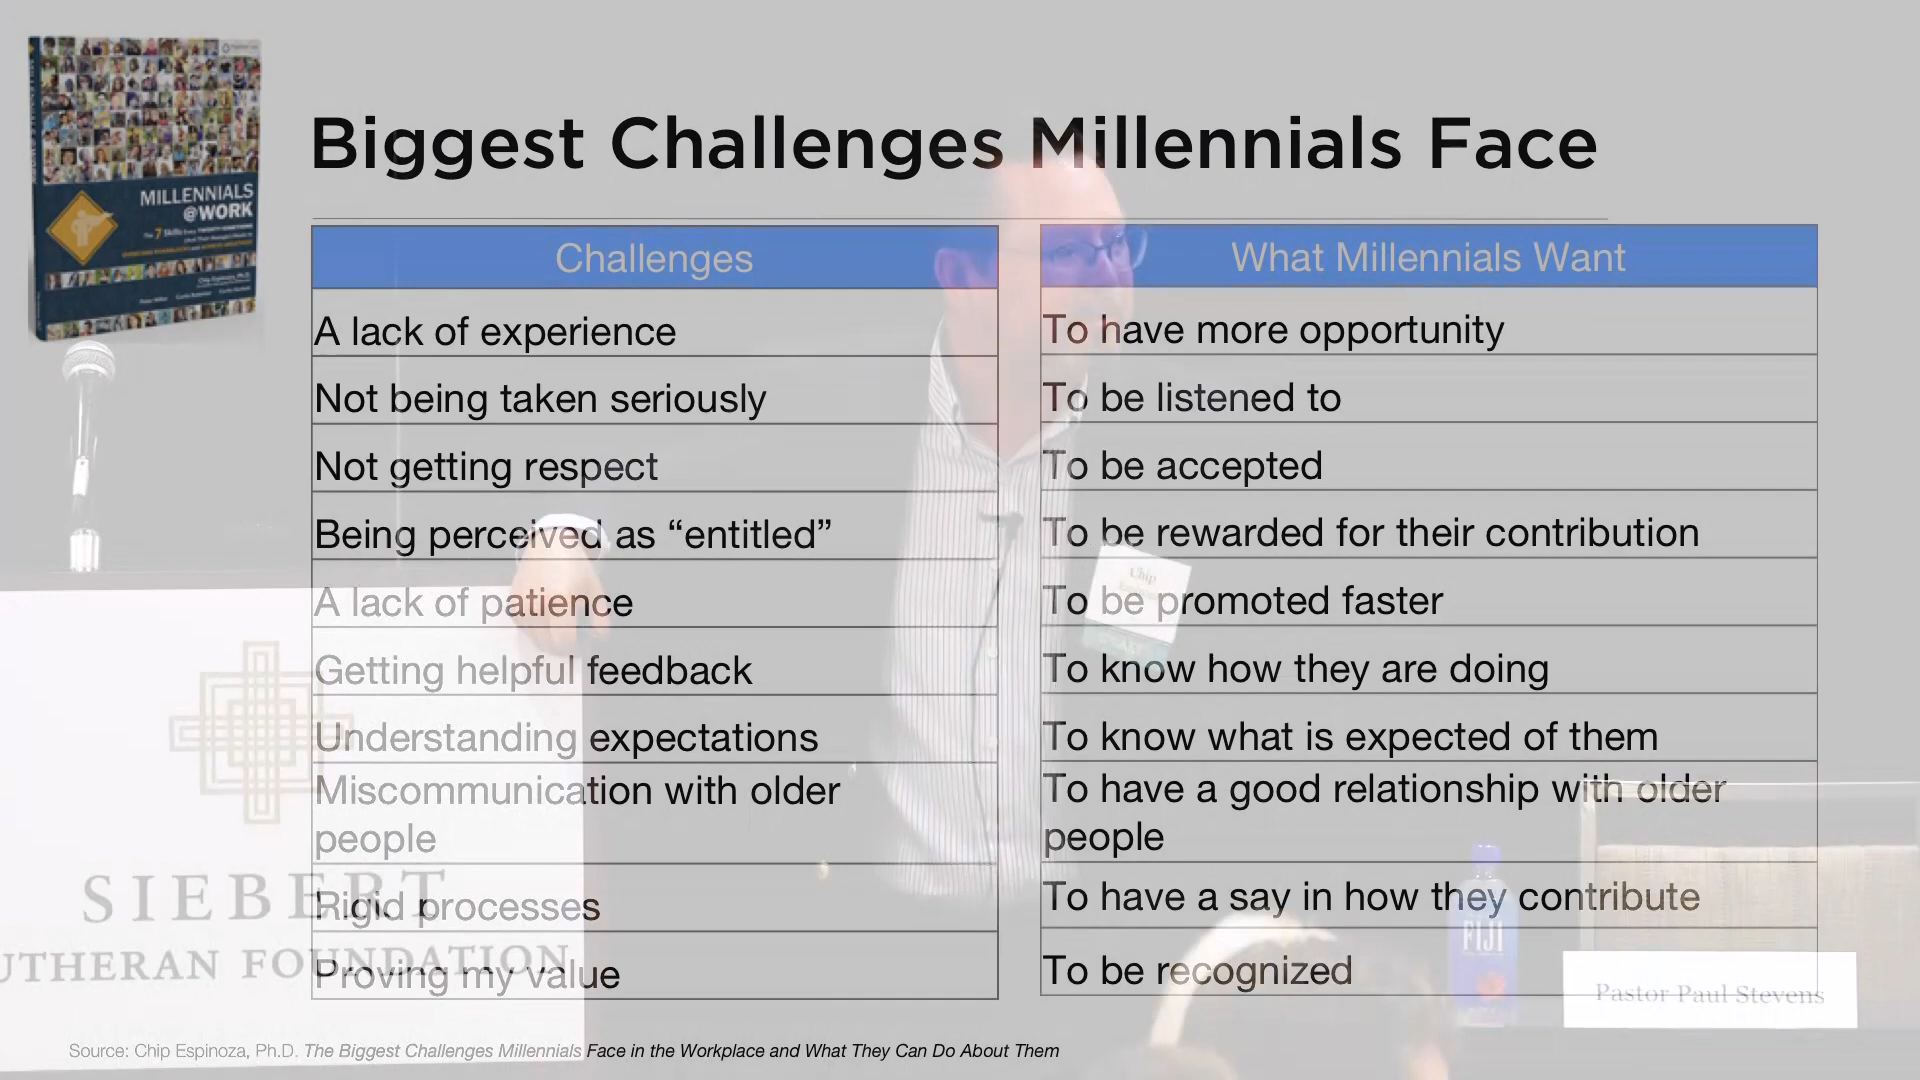 Biggest Challenges Millennials Face
MILLENNIALS
@WORK
The 7 Skills Every
Challenges
A lack of experience
Not being taken seriously
Not getting respect
Being perceived as “entitled”
A lack of patience
Getting helpful feedback
Understanding expectations
Miscommunication with older
people
Rigid processes
Proving my value
What Millennials Want
To have more opportunity
To be listened to
To be accepted
To be rewarded for their contribution
To be promoted faster
To know how they are doing
To know what is expected of them
To have a good relationship with older
people
To have a say in how they contribute
To be recognized
Chip
SIEBERT
UTHERAN FOUNDATION
FIJI
Pastor Paul Stevens
Source: Chip Espinoza, Ph.D. The Biggest Challenges Millennials Face in the Workplace and What They Can Do About Them